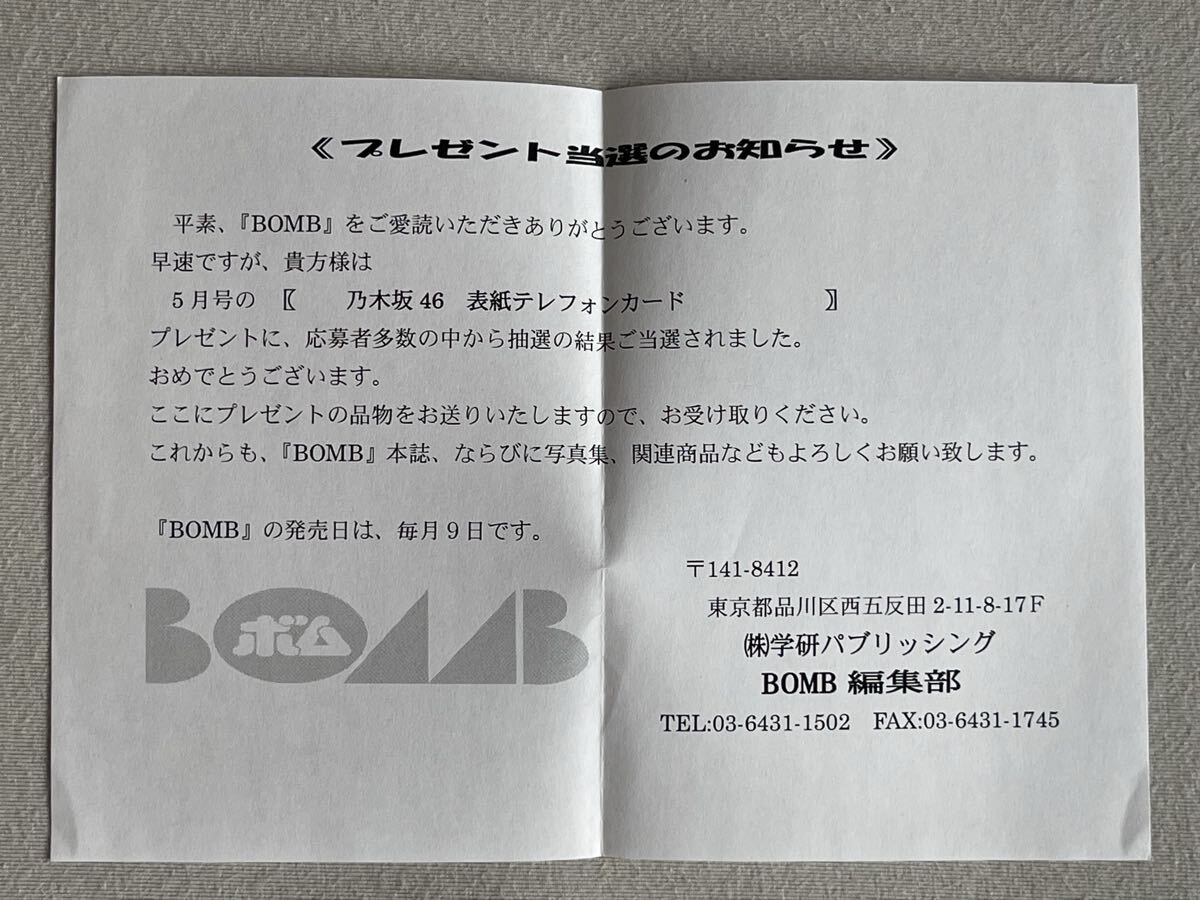 《プレゼント当選のお知らせ》
平素、『BOMB』をご愛読いただきありがとうございます。
早速ですが、貴方様は
5月号の 〖 乃木坂46 表紙テレフォンカード 〗
プレゼントに、応募者多数の中から抽選の結果ご当選されました。
おめでとうございます。
ここにプレゼントの品物をお送りいたしますので、お受け取りください。
これからも、『BOMB』本誌、ならびに写真集、関連商品などもよろしくお願い致します。
『BOMB』の発売日は、毎月9日です。
BOMB
ボム
〒141-8412
東京都品川区西五反田2-11-8-17F
㈱学研パブリッシング
BOMB 編集部
TEL:03-6431-1502 FAX:03-6431-1745